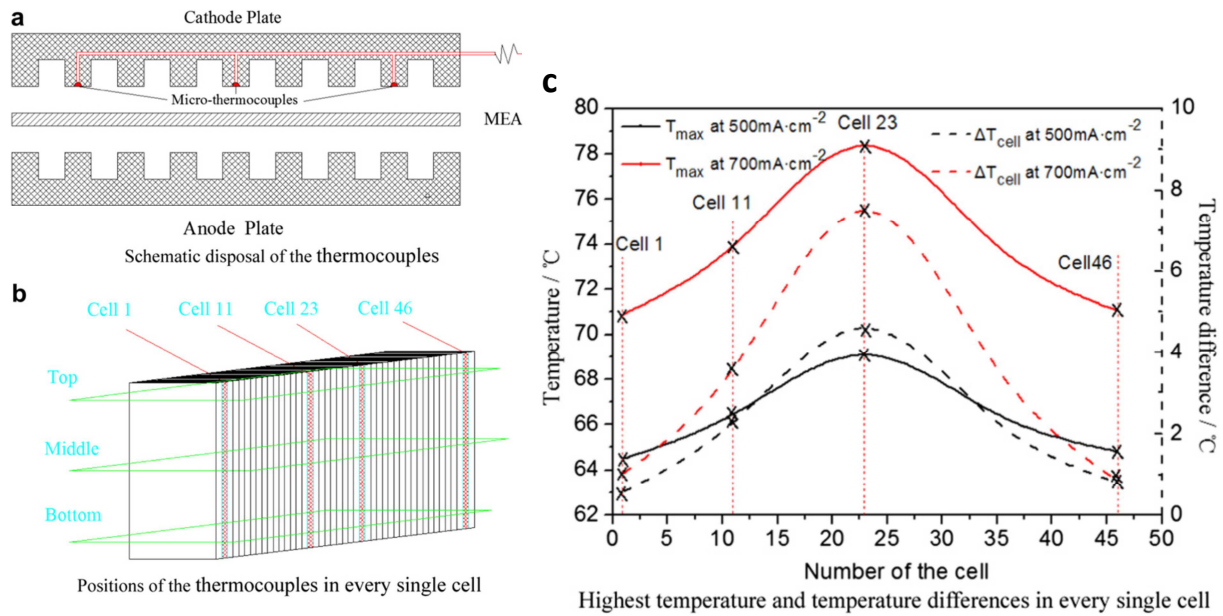 a
Cathode Plate
Micro-thermocouples
MEA
Anode Plate
Schematic disposal of the thermocouples
b
Cell 1
Cell 11
Cell 23
Cell 46
Top
Middle
Bottom
Positions of the thermocouples in every single cell
c
80
78
76
74
72
70
68
66
64
62
Temperature / ℃
10
8
6
4
2
0
Temperature difference / ℃
T_max at 500mA·cm⁻²
T_max at 700mA·cm⁻²
Cell 23
ΔT_cell at 500mA·cm⁻²
ΔT_cell at 700mA·cm⁻²
Cell 11
Cell 1
Cell46
0 5 10 15 20 25 30 35 40 45 50
Number of the cell
Highest temperature and temperature differences in every single cell